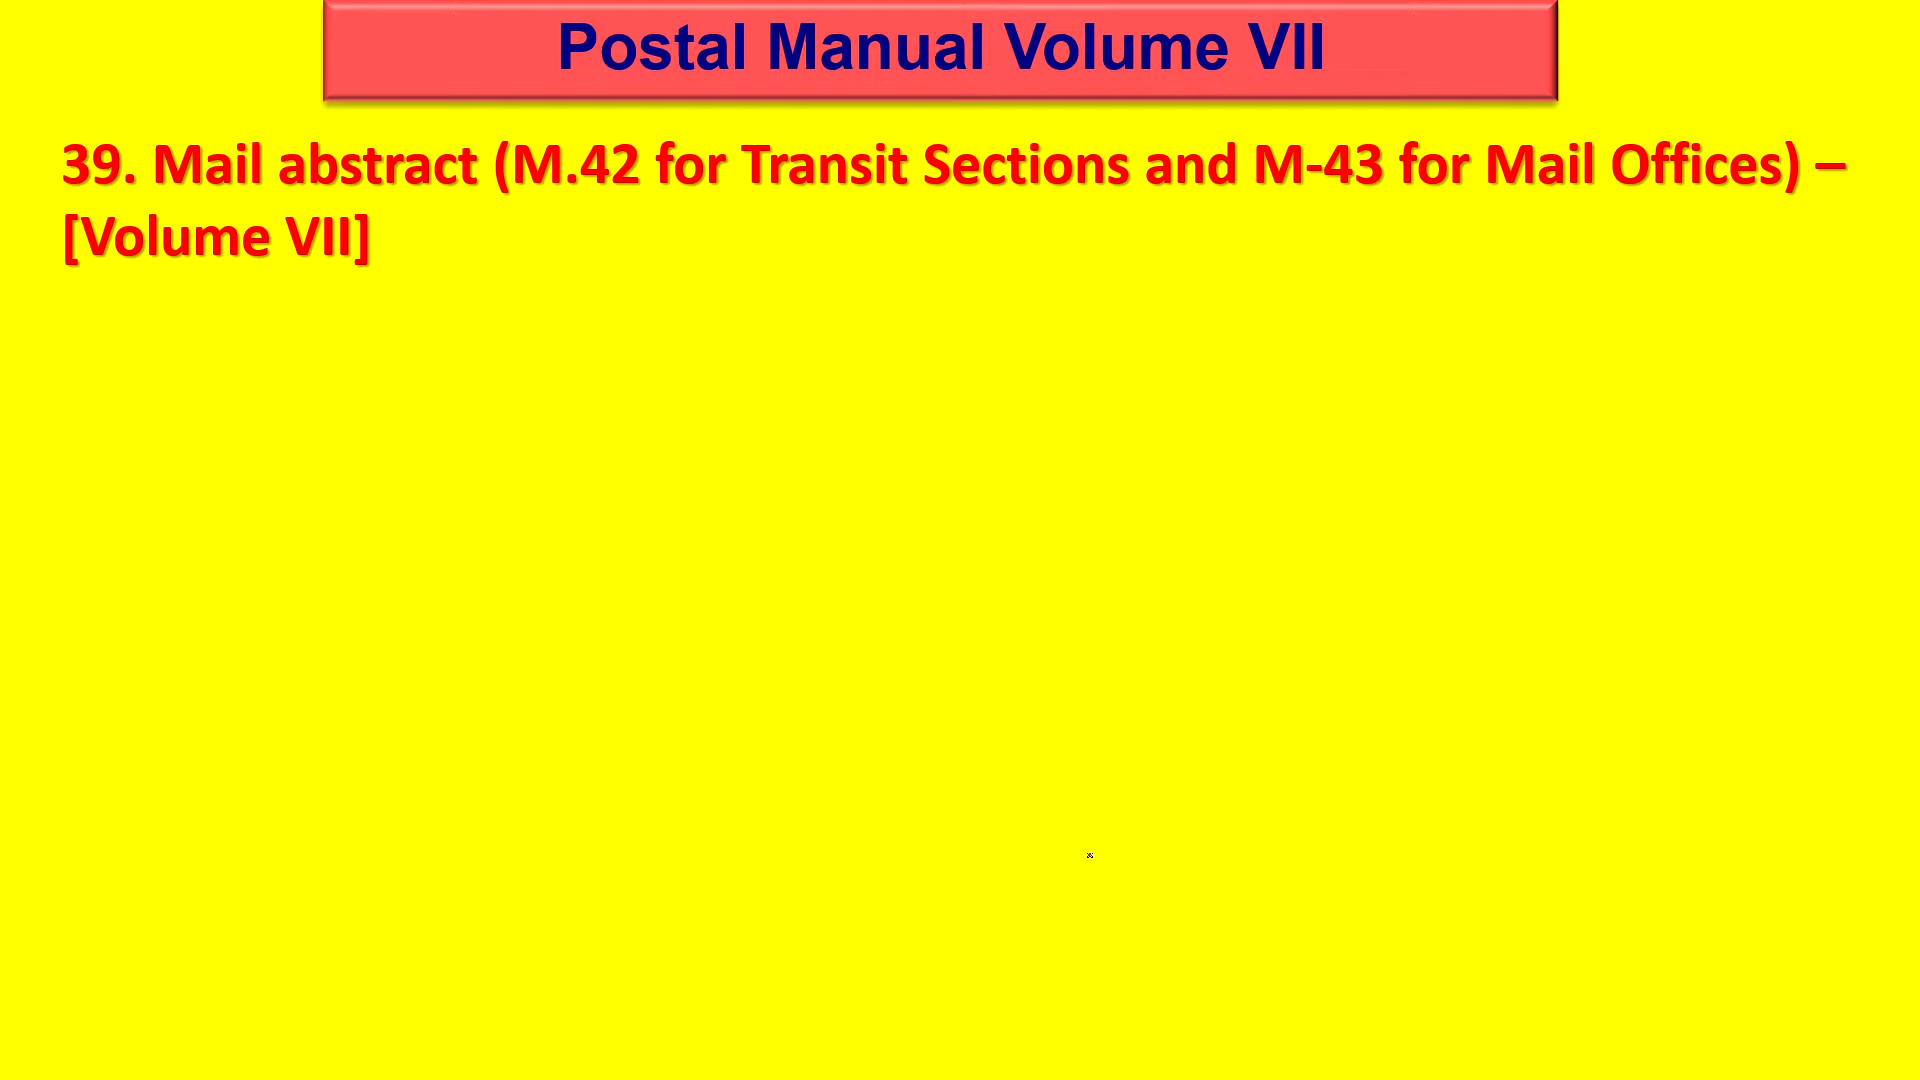 Postal Manual Volume VII
39. Mail abstract (M.42 for Transit Sections and M-43 for Mail Offices) –
[Volume VII]